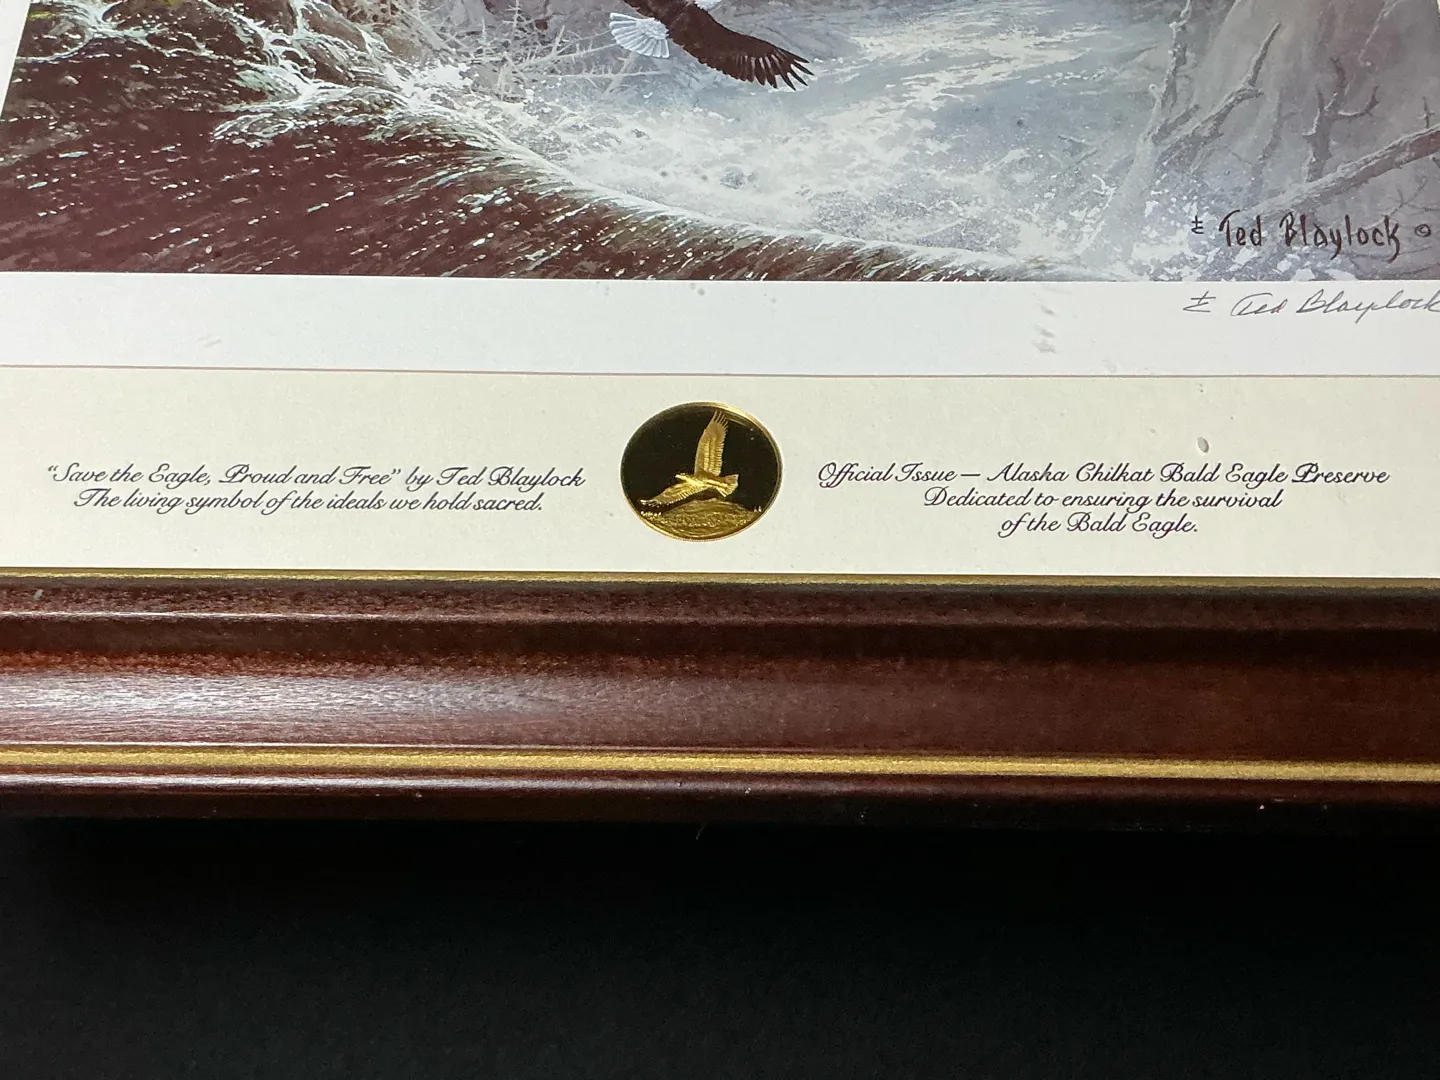 Ted Blaylock ©
Ted Blaylock
“Save the Eagle, Proud and Free” by Ted Blaylock
The living symbol of the ideals we hold sacred.
Official Issue — Alaska Chilkat Bald Eagle Preserve
Dedicated to ensuring the survival
of the Bald Eagle.